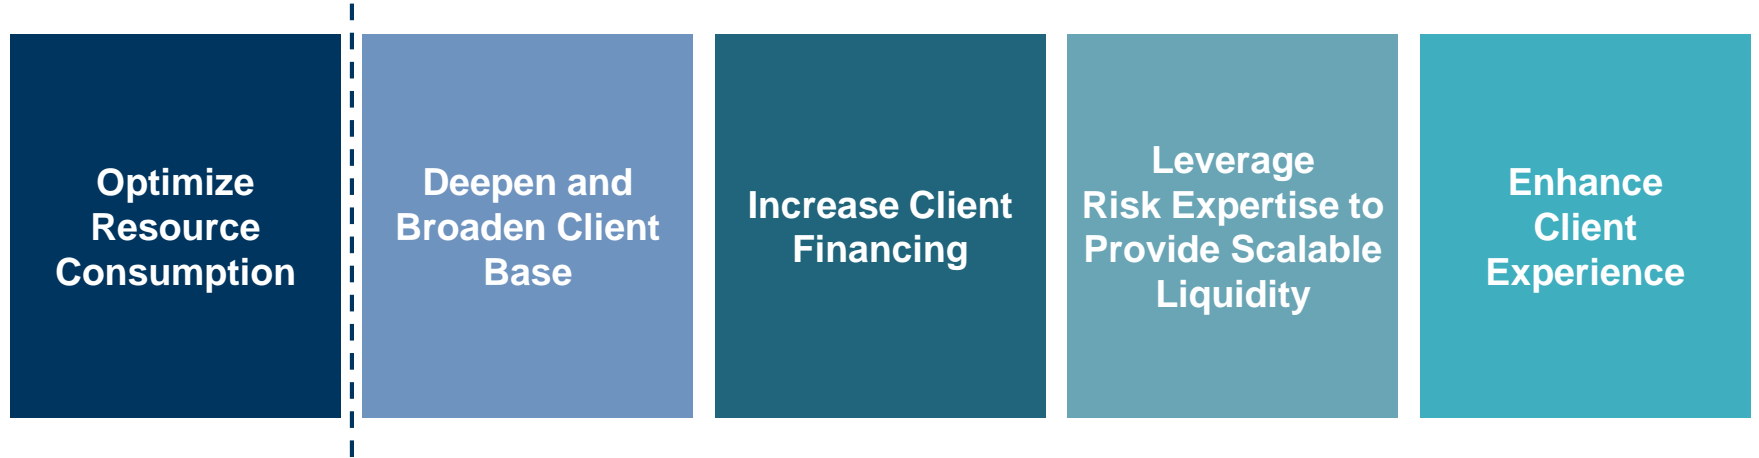 Optimize
Resource
Consumption
Deepen and
Broaden Client
Base
Increase Client
Financing
Leverage
Risk Expertise to
Provide Scalable
Liquidity
Enhance
Client
Experience